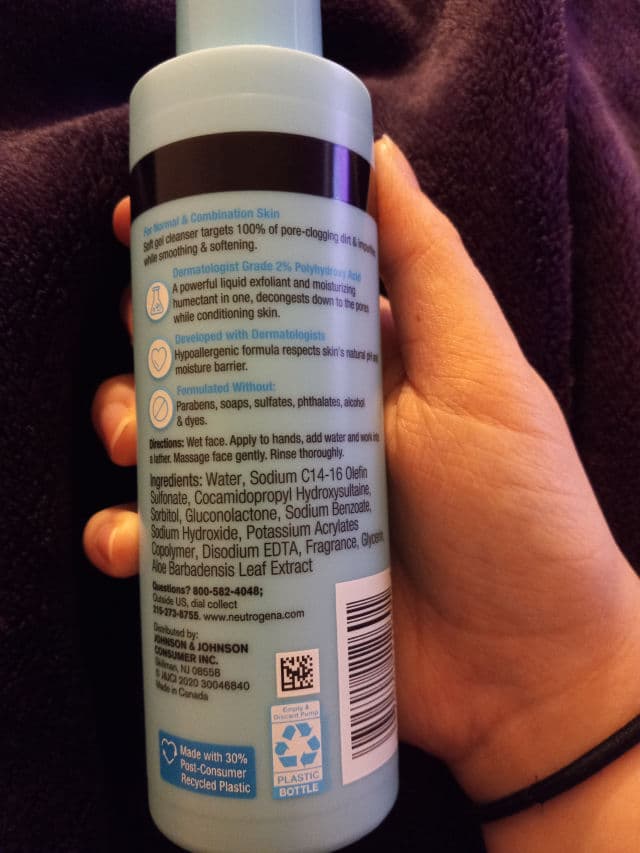 For Normal & Combination Skin
Soft gel cleanser targets 100% of pore-clogging dirt &
while smoothing & softening.
Dermatologist Grade 2% Polyhydroxy Acid
A powerful liquid exfoliant and moisturizing
humectant in one, decongests down to the pores
while conditioning skin.
Developed with Dermatologists
Hypoallergenic formula respects skin's natural pH and
moisture barrier.
Formulated Without:
Parabens, soaps, sulfates, phthalates, alcohol
& dyes.
Directions: Wet face. Apply to hands, add water and work into
a lather. Massage face gently. Rinse thoroughly.
Ingredients: Water, Sodium C14-16 Olefin
Sulfonate, Cocamidopropyl Hydroxysultaine,
Sorbitol, Gluconolactone, Sodium Benzoate,
Sodium Hydroxide, Potassium Acrylates
Copolymer, Disodium EDTA, Fragrance, Glycerin,
Aloe Barbadensis Leaf Extract
Questions? 800-582-4048;
Outside US, dial collect
215-273-8755. www.neutrogena.com
Distributed by:
JOHNSON & JOHNSON
CONSUMER INC.
Skillman, NJ 08558
© J&JCI 2020 30046840
Made in Canada
Made with 30%
Post-Consumer
Recycled Plastic
Empty &
Discard Pump
PLASTIC
BOTTLE